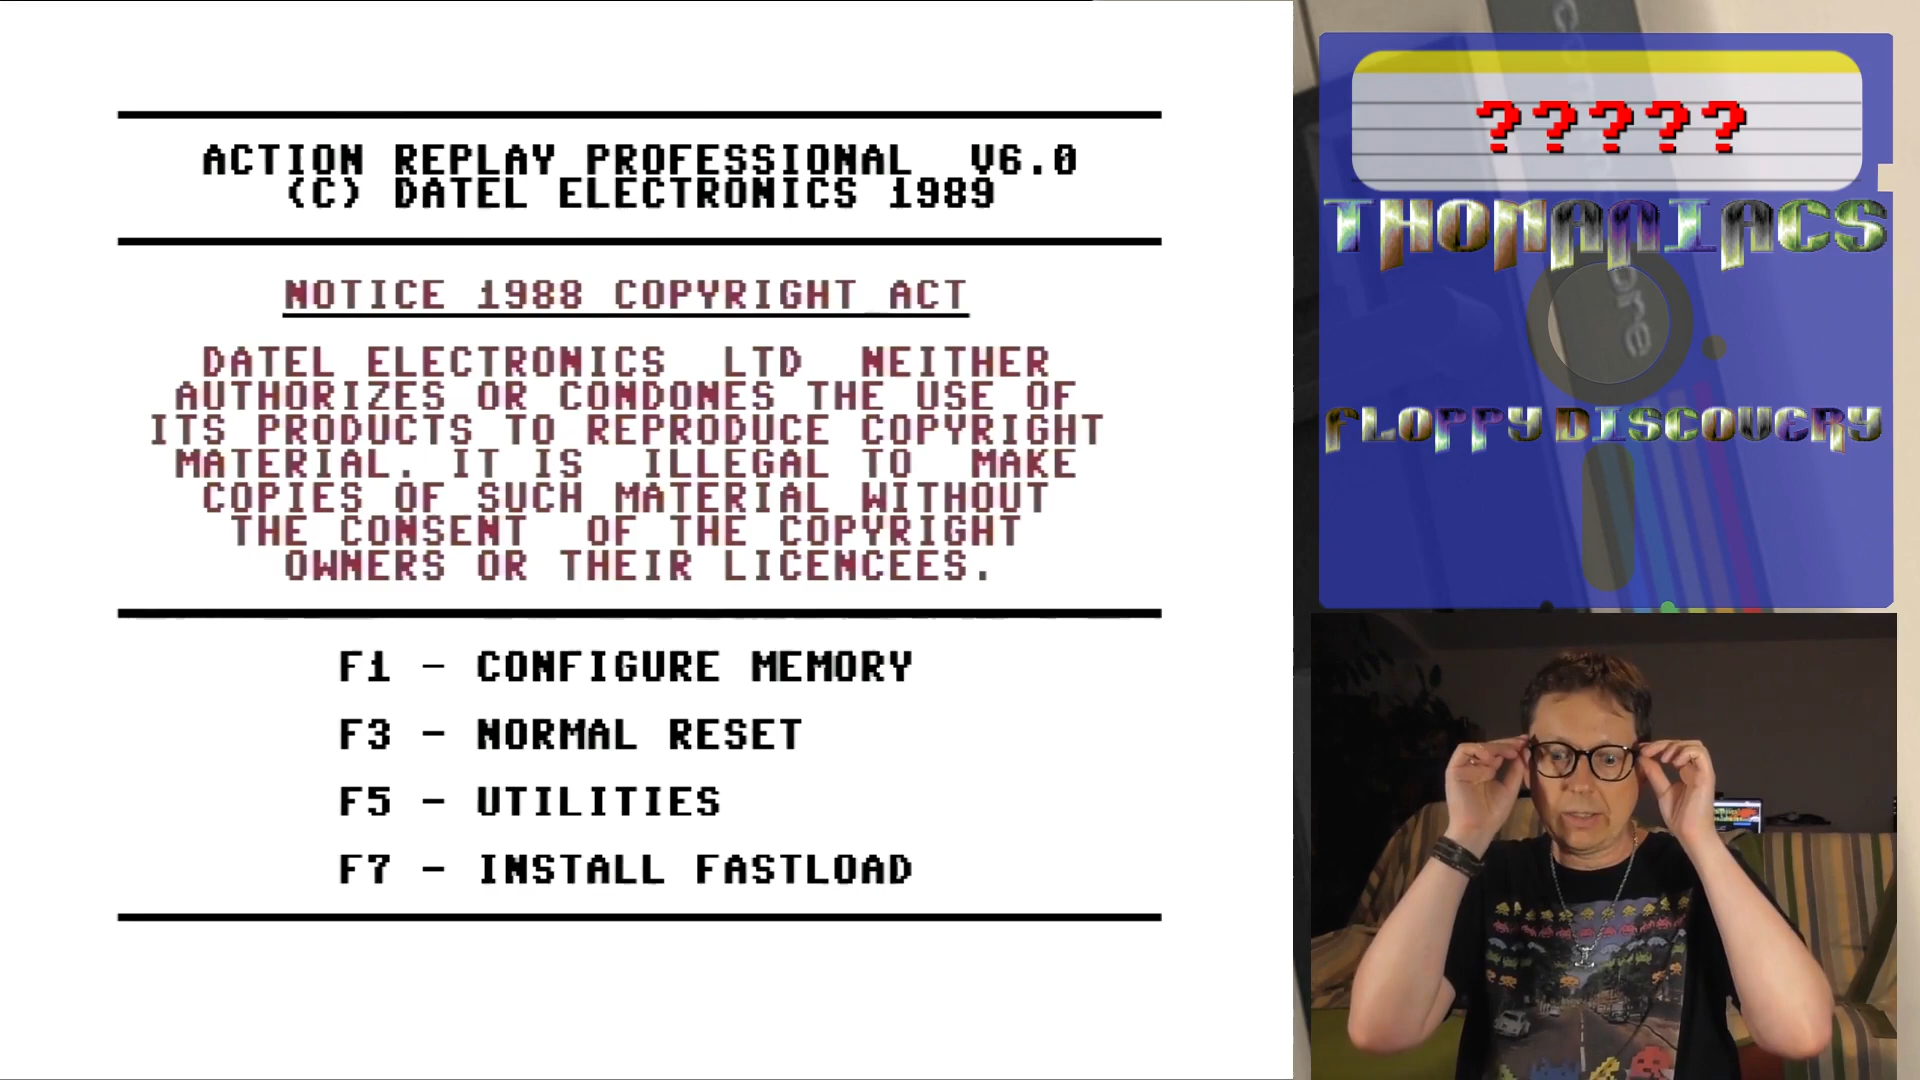 ACTION REPLAY PROFESSIONAL V6.0
(C) DATEL ELECTRONICS 1989
NOTICE 1988 COPYRIGHT ACT
DATEL ELECTRONICS LTD NEITHER
AUTHORIZES OR CONDONES THE USE OF
ITS PRODUCTS TO REPRODUCE COPYRIGHT
MATERIAL. IT IS ILLEGAL TO MAKE
COPIES OF SUCH MATERIAL WITHOUT
THE CONSENT OF THE COPYRIGHT
OWNERS OR THEIR LICENCEES.
F1 - CONFIGURE MEMORY
F3 - NORMAL RESET
F5 - UTILITIES
F7 - INSTALL FASTLOAD
?????
THOMANIACS
FLOPPY DISCOVERY